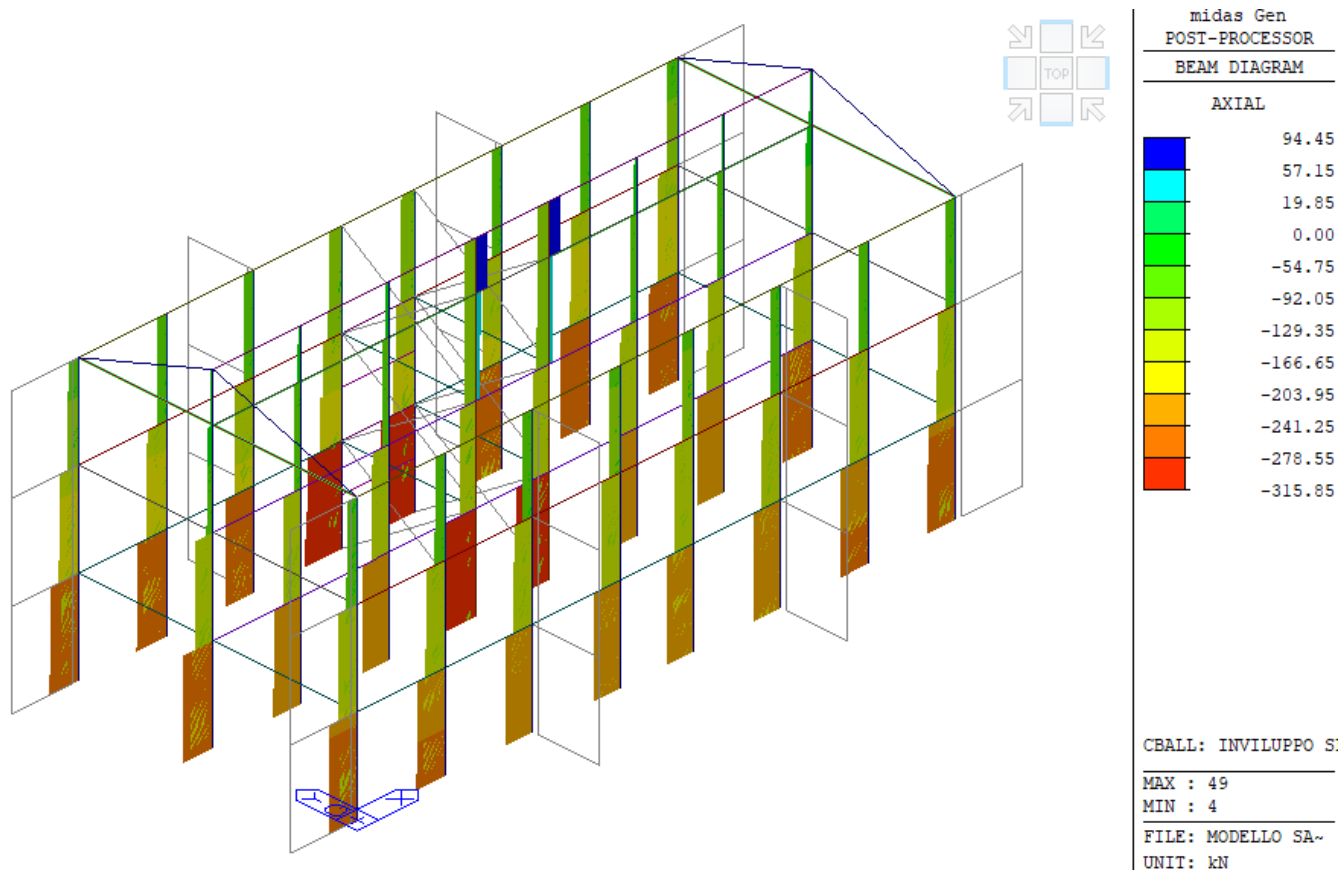 TOP
midas Gen
POST-PROCESSOR
BEAM DIAGRAM
AXIAL
94.45
57.15
19.85
0.00
-54.75
-92.05
-129.35
-166.65
-203.95
-241.25
-278.55
-315.85
CBALL: INVILUPPO
MAX : 49
MIN : 4
FILE: MODELLO SA~
UNIT: kN